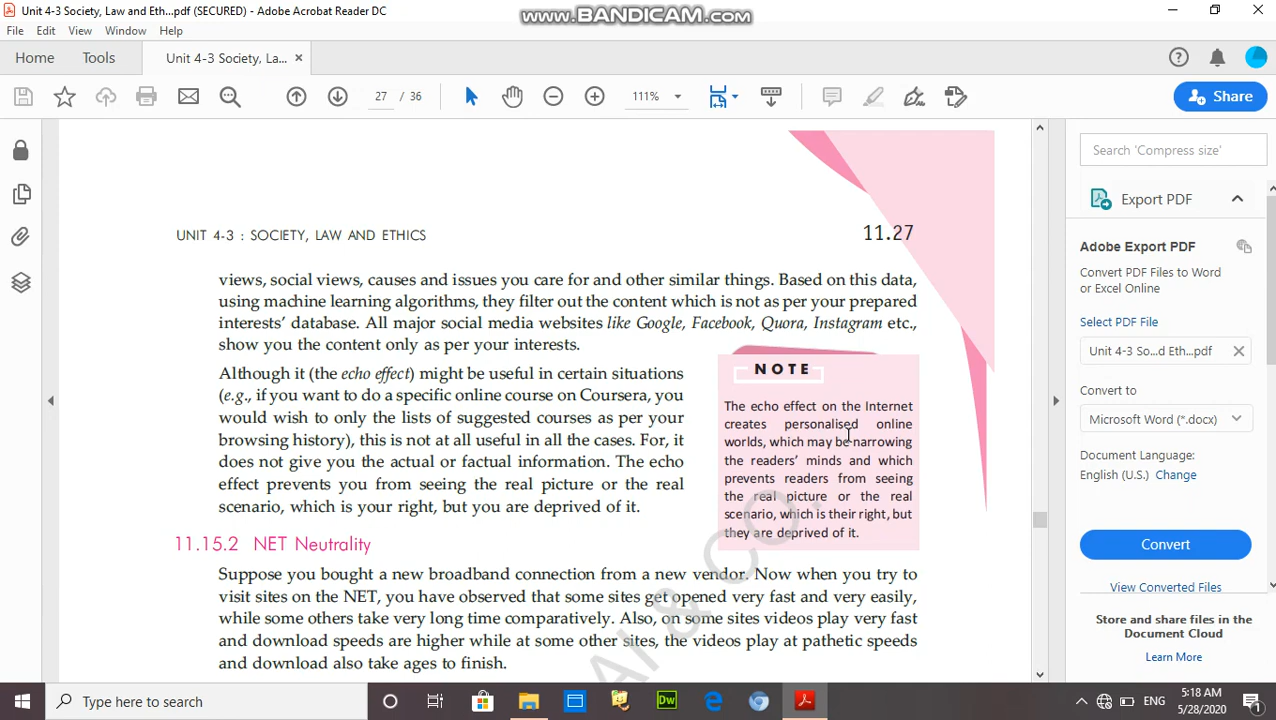 Unit 4-3 Society, Law and Eth...pdf (SECURED) - Adobe Acrobat Reader DC
www.BANDICAM.com
File Edit View Window Help
Home Tools Unit 4-3 Society, La... ×
27 / 36 111% Share
Search 'Compress size'
UNIT 4-3 : SOCIETY, LAW AND ETHICS 11.27
views, social views, causes and issues you care for and other similar things. Based on this data,
using machine learning algorithms, they filter out the content which is not as per your prepared
interests' database. All major social media websites like Google, Facebook, Quora, Instagram etc.,
show you the content only as per your interests.
Although it (the echo effect) might be useful in certain situations
(e.g., if you want to do a specific online course on Coursera, you
would wish to only the lists of suggested courses as per your
browsing history), this is not at all useful in all the cases. For, it
does not give you the actual or factual information. The echo
effect prevents you from seeing the real picture or the real
scenario, which is your right, but you are deprived of it.
NOTE
The echo effect on the Internet
creates personalised online
worlds, which may be narrowing
the readers' minds and which
prevents readers from seeing
the real picture or the real
scenario, which is their right, but
they are deprived of it.
11.15.2 NET Neutrality
Suppose you bought a new broadband connection from a new vendor. Now when you try to
visit sites on the NET, you have observed that some sites get opened very fast and very easily,
while some others take very long time comparatively. Also, on some sites videos play very fast
and download speeds are higher while at some other sites, the videos play at pathetic speeds
and download also take ages to finish.
AI & CO.
Export PDF
Adobe Export PDF
Convert PDF Files to Word
or Excel Online
Select PDF File
Unit 4-3 So...d Eth...pdf
Convert to
Microsoft Word (*.docx)
Document Language:
English (U.S.) Change
Convert
View Converted Files
Store and share files in the
Document Cloud
Learn More
Type here to search
Dw
ENG
5:18 AM
5/28/2020
1